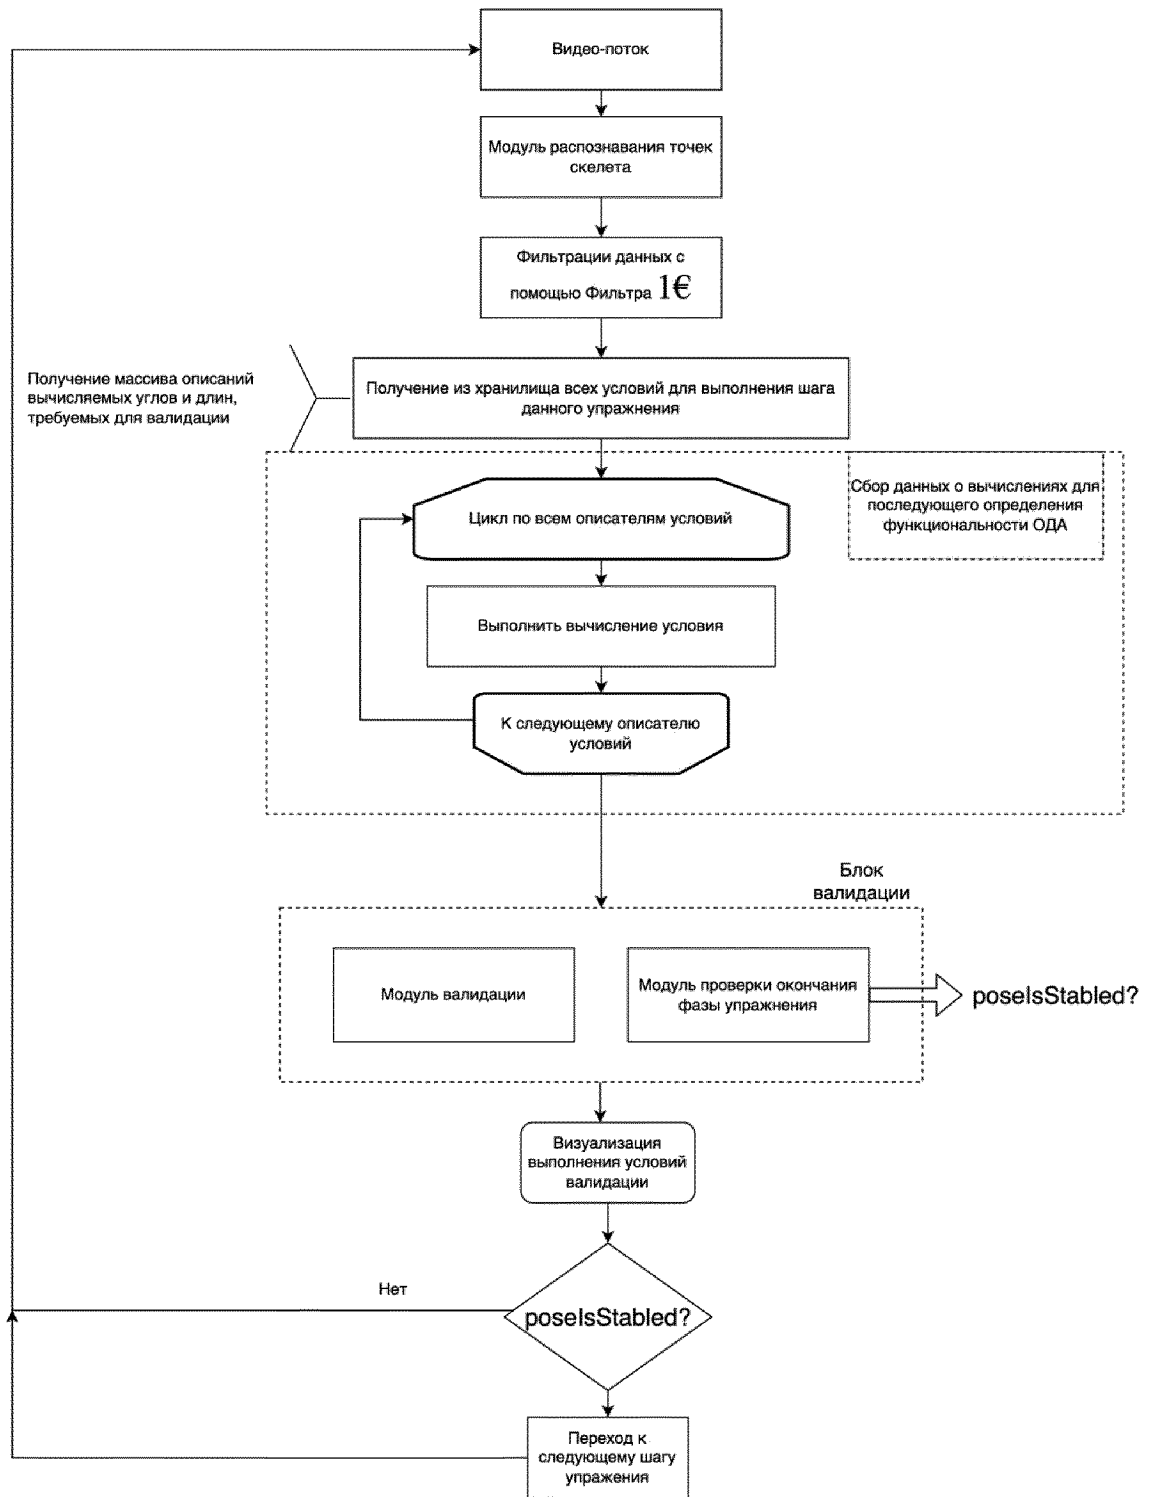 Видео-поток
Модуль распознавания точек
скелета
Фильтрации данных с
помощью Фильтра 1€
Получение массива описаний
вычисляемых углов и длин,
требуемых для валидации
Получение из хранилища всех условий для выполнения шага
данного упражнения
Сбор данных о вычислениях для
последующего определения
функциональности ОДА
Цикл по всем описателям условий
Выполнить вычисление условия
К следующему описателю
условий
Блок
валидации
Модуль валидации
Модуль проверки окончания
фазы упражнения
poseIsStabled?
Визуализация
выполнения условий
валидации
Нет
poseIsStabled?
Переход к
следующему шагу
упражения